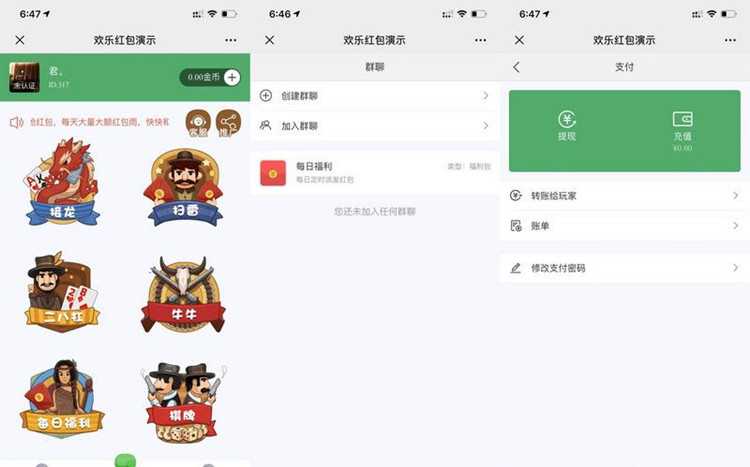 6:47
欢乐红包演示
君。
未认证
ID:317
0.00金币
包红包，每天大量大额红包雨，快快
客服
推广
接龙
扫雷
二八杠
牛牛
每日福利
棋牌
6:46
欢乐红包演示
群聊
创建群聊
加入群聊
每日福利
类型：福利包
每日定时派发红包
您还未加入任何群聊
6:47
欢乐红包演示
支付
提现
充值
¥0.00
转账给玩家
账单
修改支付密码